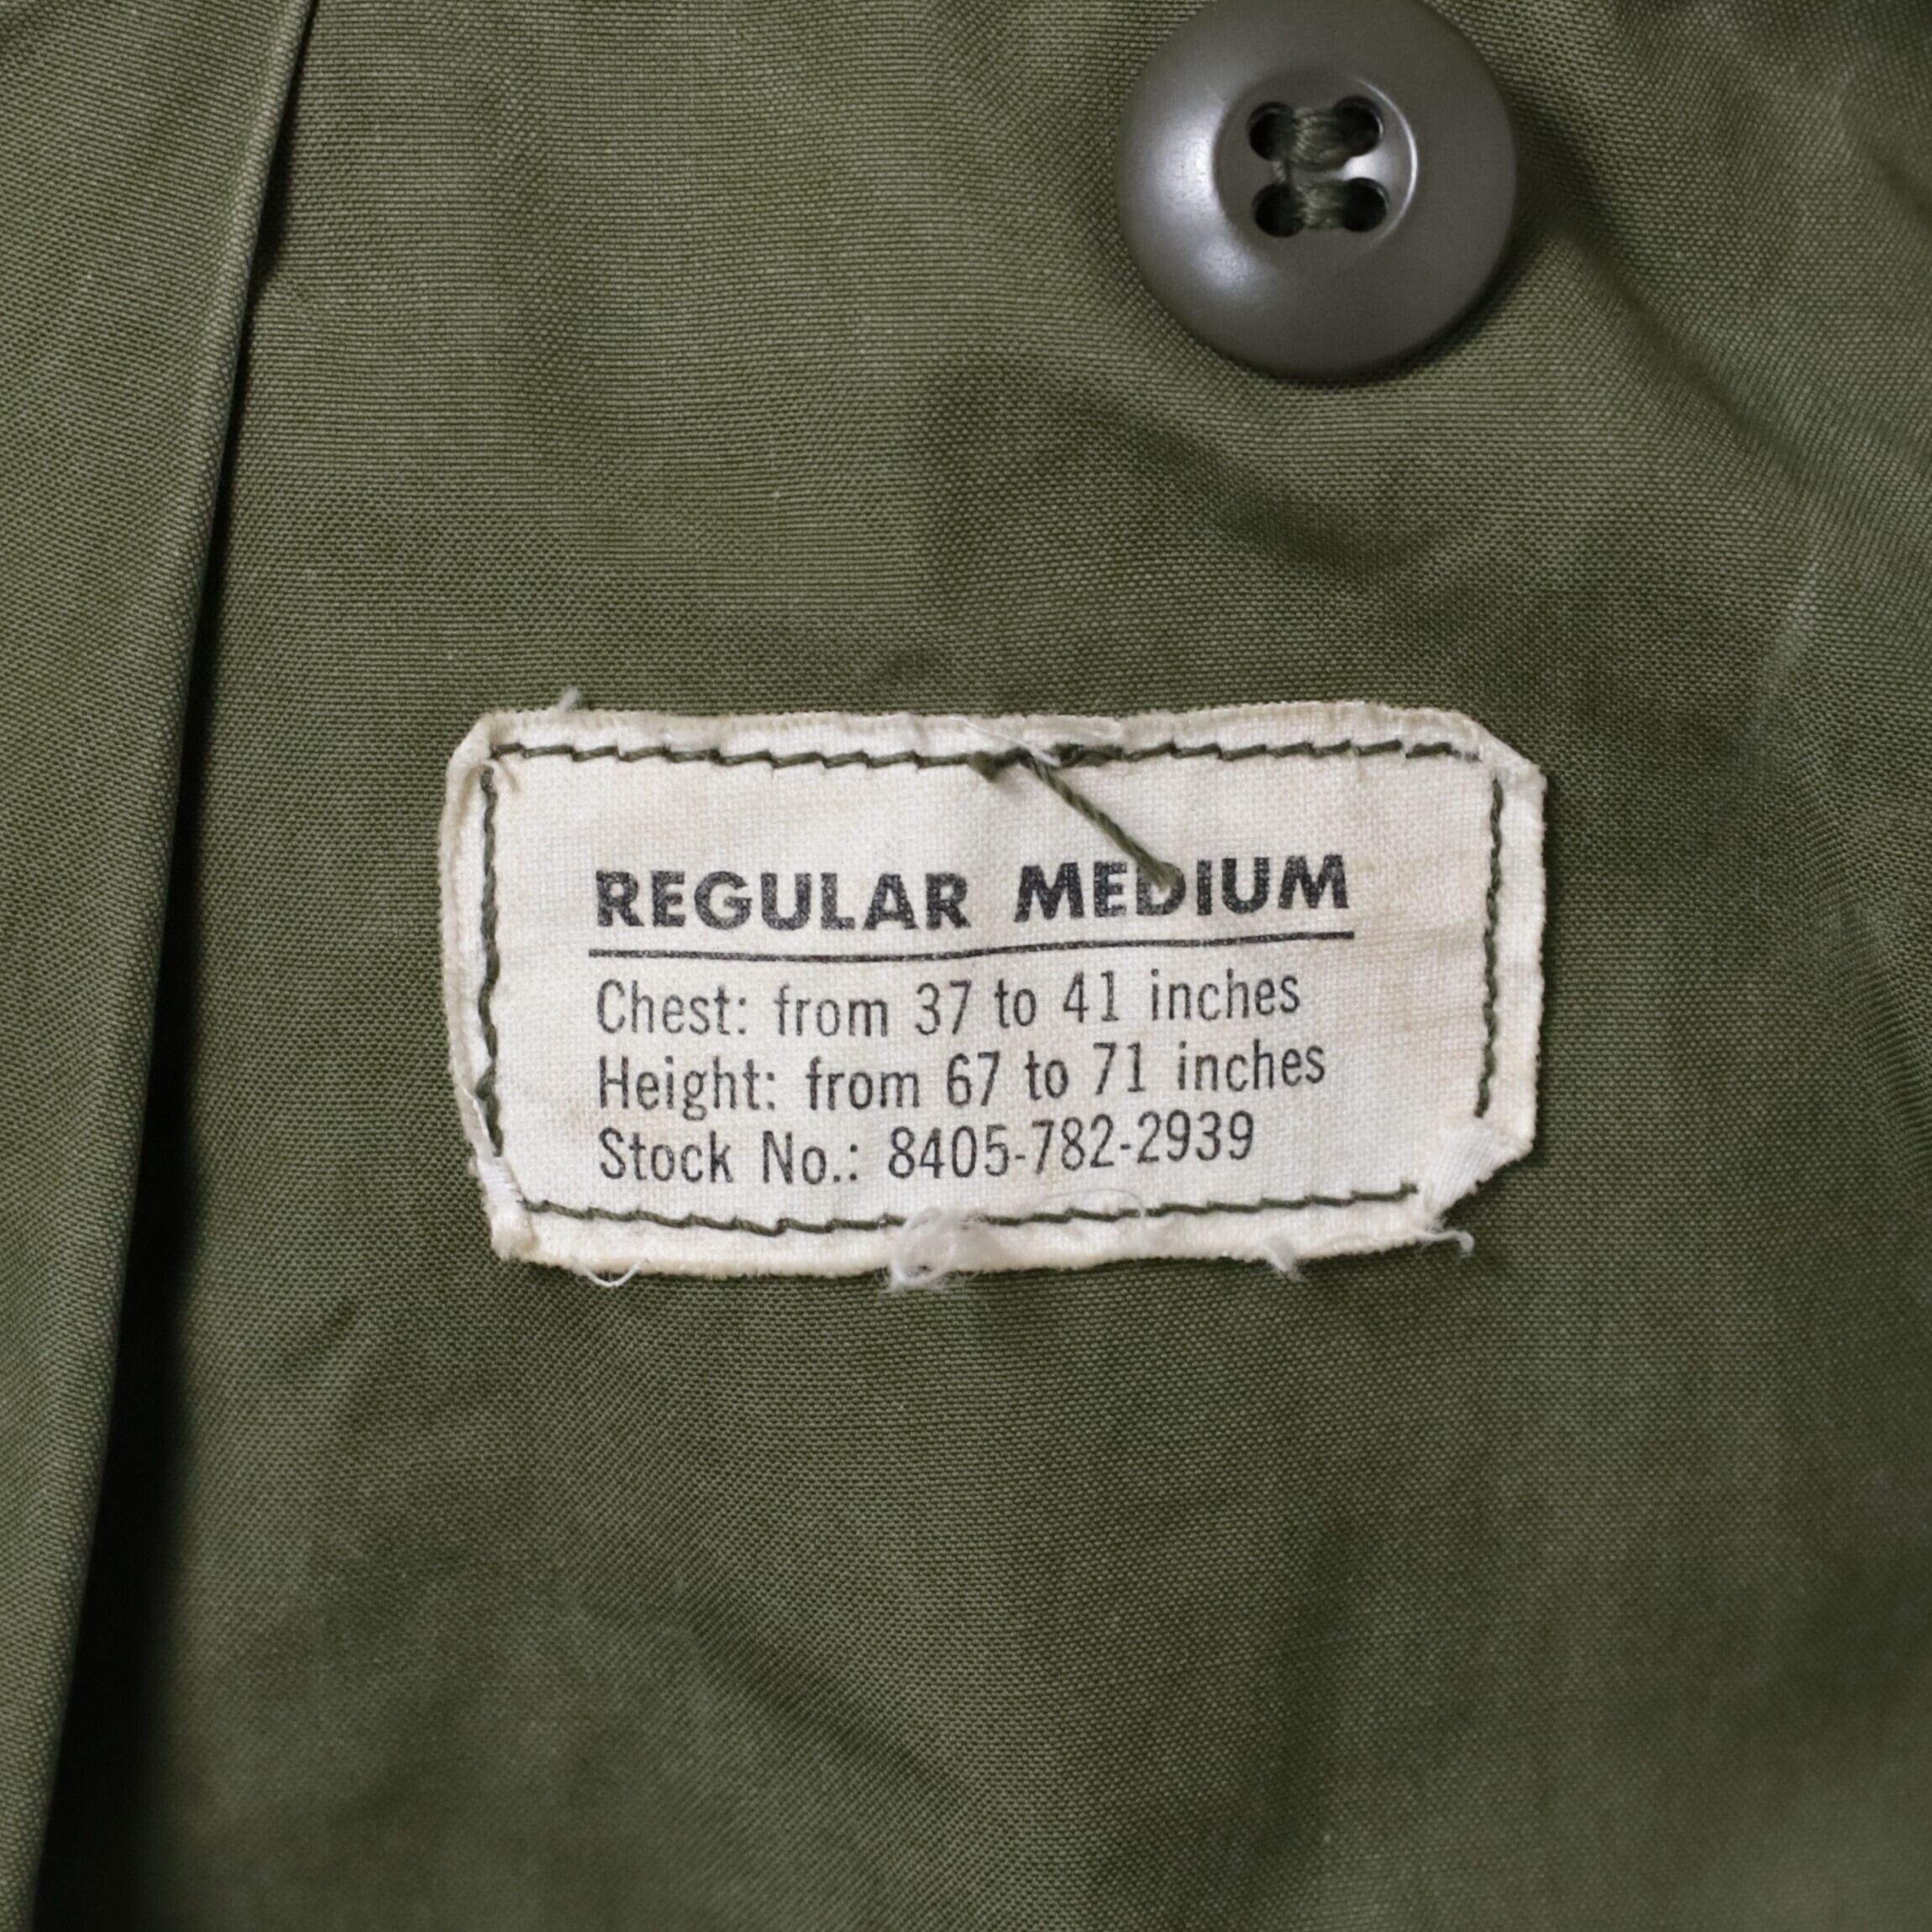 REGULAR MEDIUM
Chest: from 37 to 41 inches
Height: from 67 to 71 inches
Stock No.: 8405-782-2939